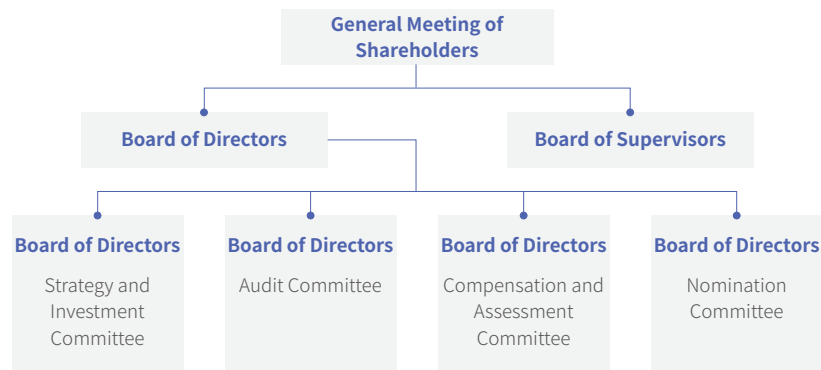 General Meeting of
Shareholders
Board of Directors
Board of Supervisors
Board of Directors
Strategy and
Investment
Committee
Board of Directors
Audit Committee
Board of Directors
Compensation and
Assessment
Committee
Board of Directors
Nomination
Committee